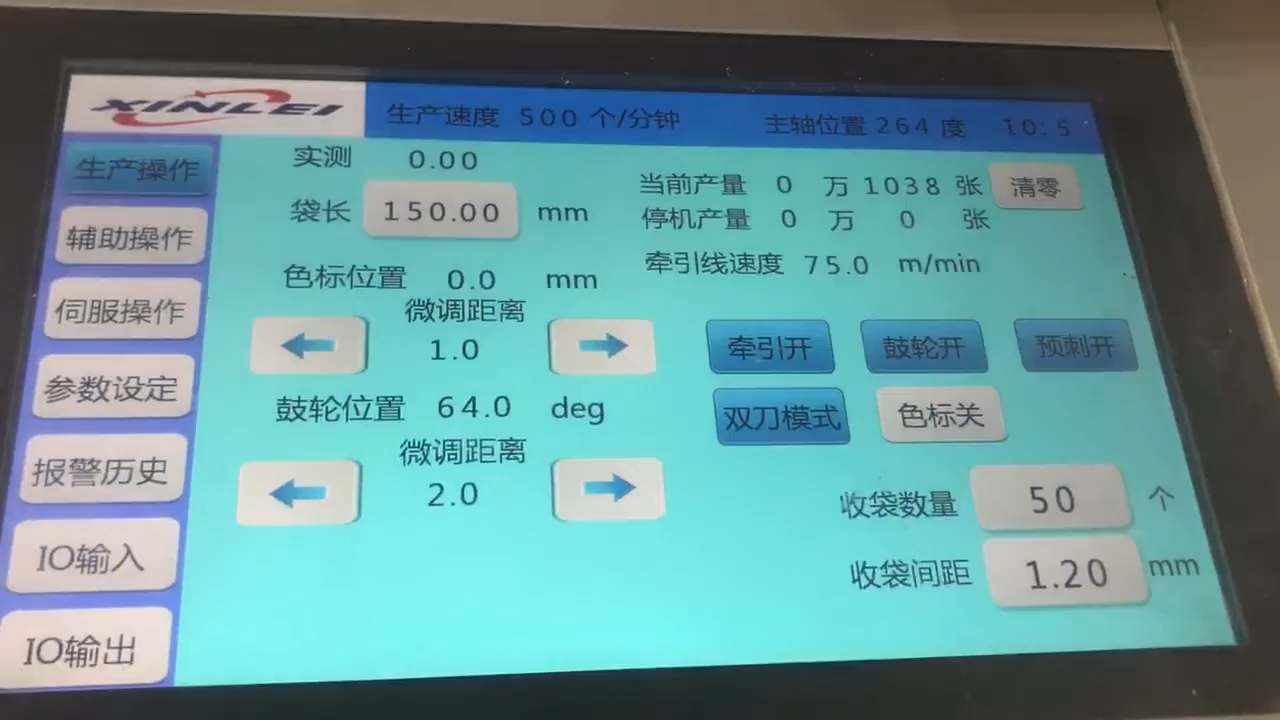 XINLEI
生产速度 500 个/分钟 主轴位置 264 度 10:5
生产操作
辅助操作
伺服操作
参数设定
报警历史
IO输入
IO输出
实测 0.00
袋长 150.00 mm
色标位置 0.0 mm
微调距离
1.0
鼓轮位置 64.0 deg
微调距离
2.0
当前产量 0 万 1038 张 清零
停机产量 0 万 0 张
牵引线速度 75.0 m/min
牵引开 鼓轮开 预刺开
双刀模式 色标关
收袋数量 50 个
收袋间距 1.20 mm